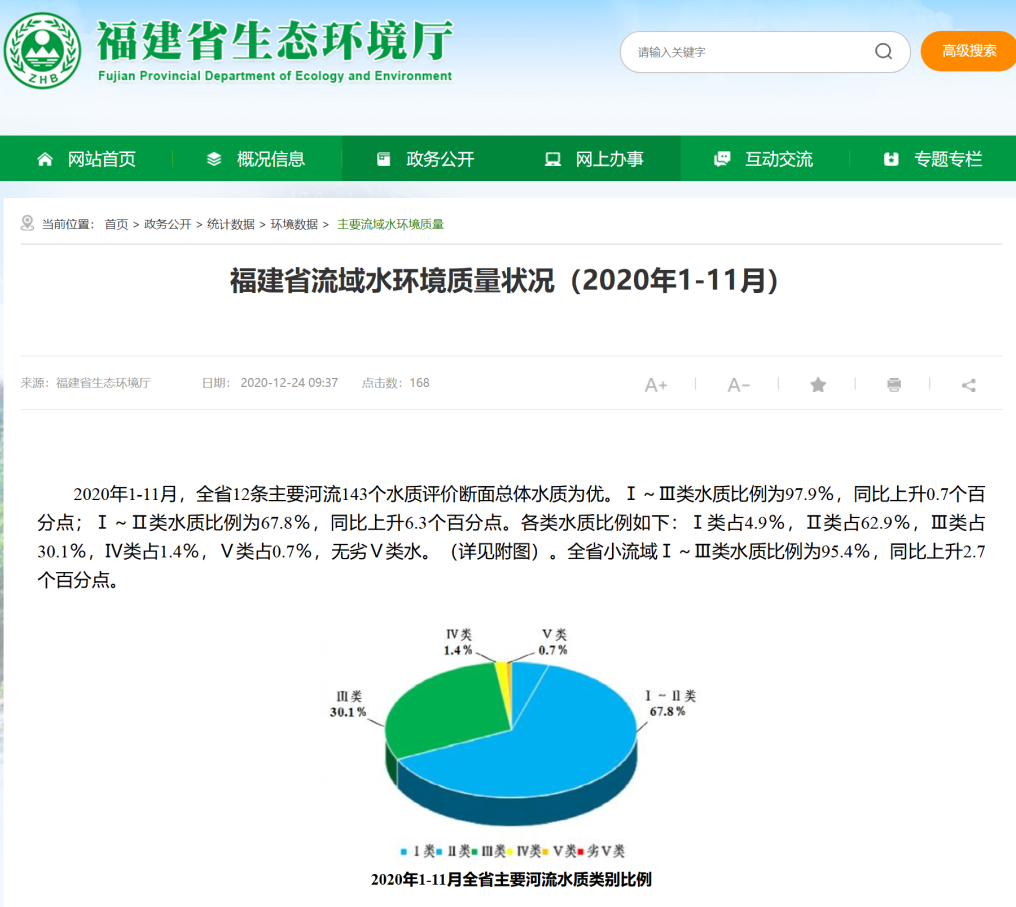 福建省生态环境厅
Fujian Provincial Department of Ecology and Environment
ZHB
请输入关键字
高级搜索
网站首页 概况信息 政务公开 网上办事 互动交流 专题专栏
当前位置： 首页 > 政务公开 > 统计数据 > 环境数据 > 主要流域水环境质量
福建省流域水环境质量状况（2020年1-11月）
来源：福建省生态环境厅 日期： 2020-12-24 09:37 点击数：168 A+ A−
2020年1-11月，全省12条主要河流143个水质评价断面总体水质为优。Ⅰ～Ⅲ类水质比例为97.9%，同比上升0.7个百
分点；Ⅰ～Ⅱ类水质比例为67.8%，同比上升6.3个百分点。各类水质比例如下：Ⅰ类占4.9%，Ⅱ类占62.9%，Ⅲ类占
30.1%，Ⅳ类占1.4%，Ⅴ类占0.7%，无劣Ⅴ类水。（详见附图）。全省小流域Ⅰ～Ⅲ类水质比例为95.4%，同比上升2.7
个百分点。
Ⅳ类
1.4%
Ⅴ类
0.7%
Ⅲ类
30.1%
Ⅰ～Ⅱ类
67.8%
Ⅰ类 Ⅱ类 Ⅲ类 Ⅳ类 Ⅴ类 劣Ⅴ类
2020年1-11月全省主要河流水质类别比例